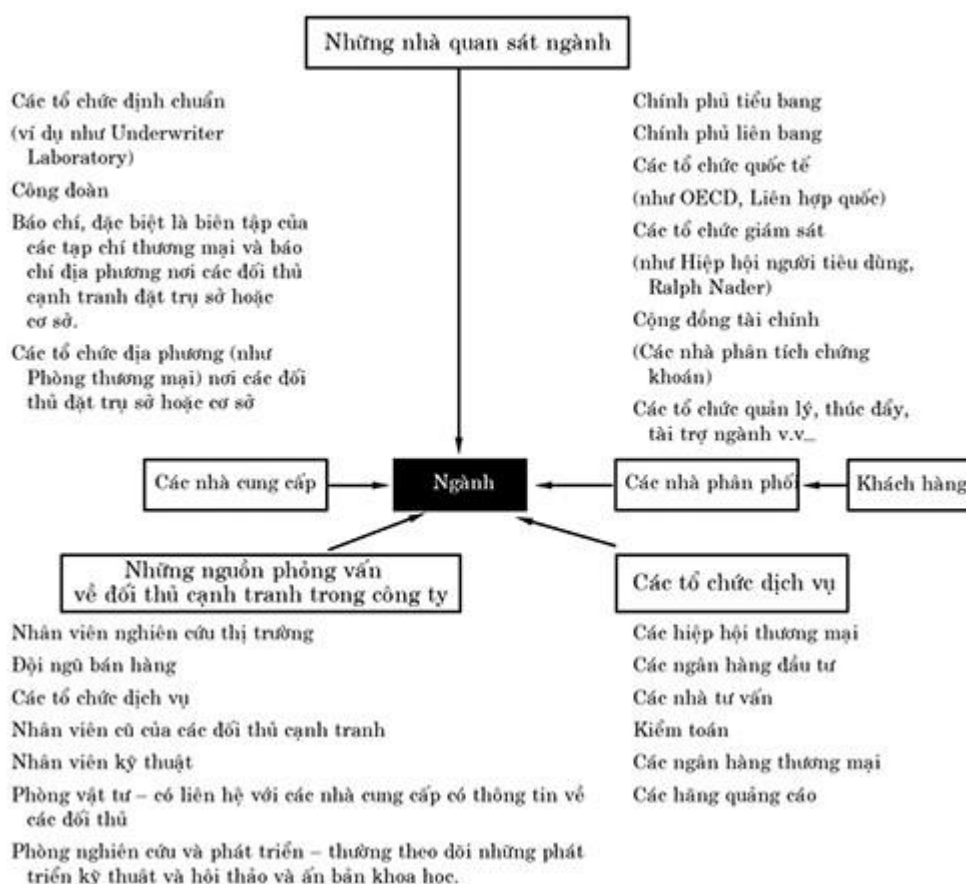 Những nhà quan sát ngành
Các tổ chức định chuẩn
(ví dụ như Underwriter
Laboratory)
Công đoàn
Báo chí, đặc biệt là biên tập của
các tạp chí thương mại và báo
chí địa phương nơi các đối thủ
cạnh tranh đặt trụ sở hoặc
cơ sở.
Các tổ chức địa phương (như
Phòng thương mại) nơi các đối
thủ đặt trụ sở hoặc cơ sở
Chính phủ tiểu bang
Chính phủ liên bang
Các tổ chức quốc tế
(như OECD, Liên hợp quốc)
Các tổ chức giám sát
(như Hiệp hội người tiêu dùng,
Ralph Nader)
Cộng đồng tài chính
(Các nhà phân tích chứng
khoán)
Các tổ chức quản lý, thúc đẩy,
tài trợ ngành v.v...
Các nhà cung cấp
Ngành
Các nhà phân phối
Khách hàng
Những nguồn phỏng vấn
về đối thủ cạnh tranh trong công ty
Nhân viên nghiên cứu thị trường
Đội ngũ bán hàng
Các tổ chức dịch vụ
Nhân viên cũ của các đối thủ cạnh tranh
Nhân viên kỹ thuật
Phòng vật tư – có liên hệ với các nhà cung cấp có thông tin về
các đối thủ
Phòng nghiên cứu và phát triển – thường theo dõi những phát
triển kỹ thuật và hội thảo và ấn bản khoa học.
Các tổ chức dịch vụ
Các hiệp hội thương mại
Các ngân hàng đầu tư
Các nhà tư vấn
Kiểm toán
Các ngân hàng thương mại
Các hãng quảng cáo